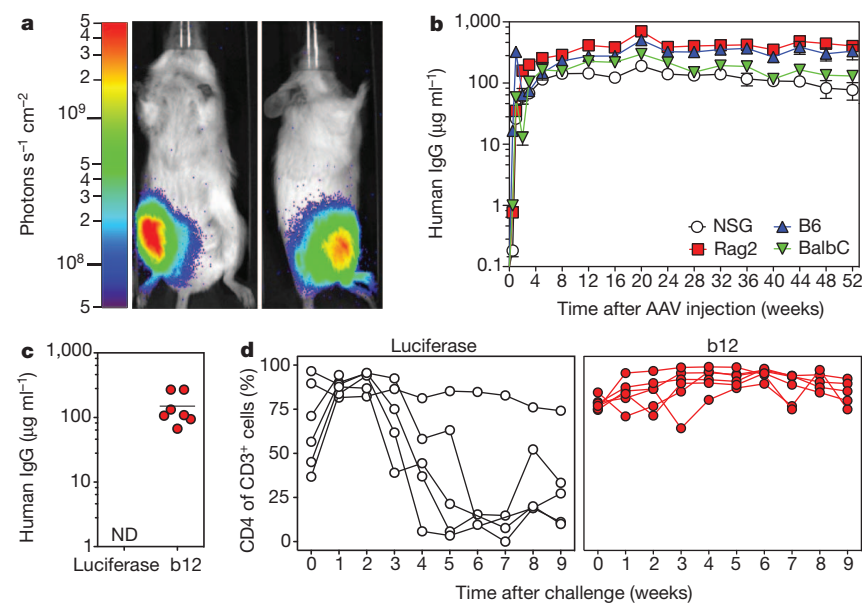 a
Photons s⁻¹ cm⁻²
5
4
3
2
10⁹
5
4
3
2
10⁸
5
b
Human IgG (µg ml⁻¹)
1,000
100
10
1
0.1
NSG
B6
Rag2
BalbC
0 4 8 12 16 20 24 28 32 36 40 44 48 52
Time after AAV injection (weeks)
c
Human IgG (µg ml⁻¹)
1,000
100
10
1
ND
Luciferase b12
d
Luciferase
b12
CD4 of CD3⁺ cells (%)
100
75
50
25
0
0 1 2 3 4 5 6 7 8 9
0 1 2 3 4 5 6 7 8 9
Time after challenge (weeks)